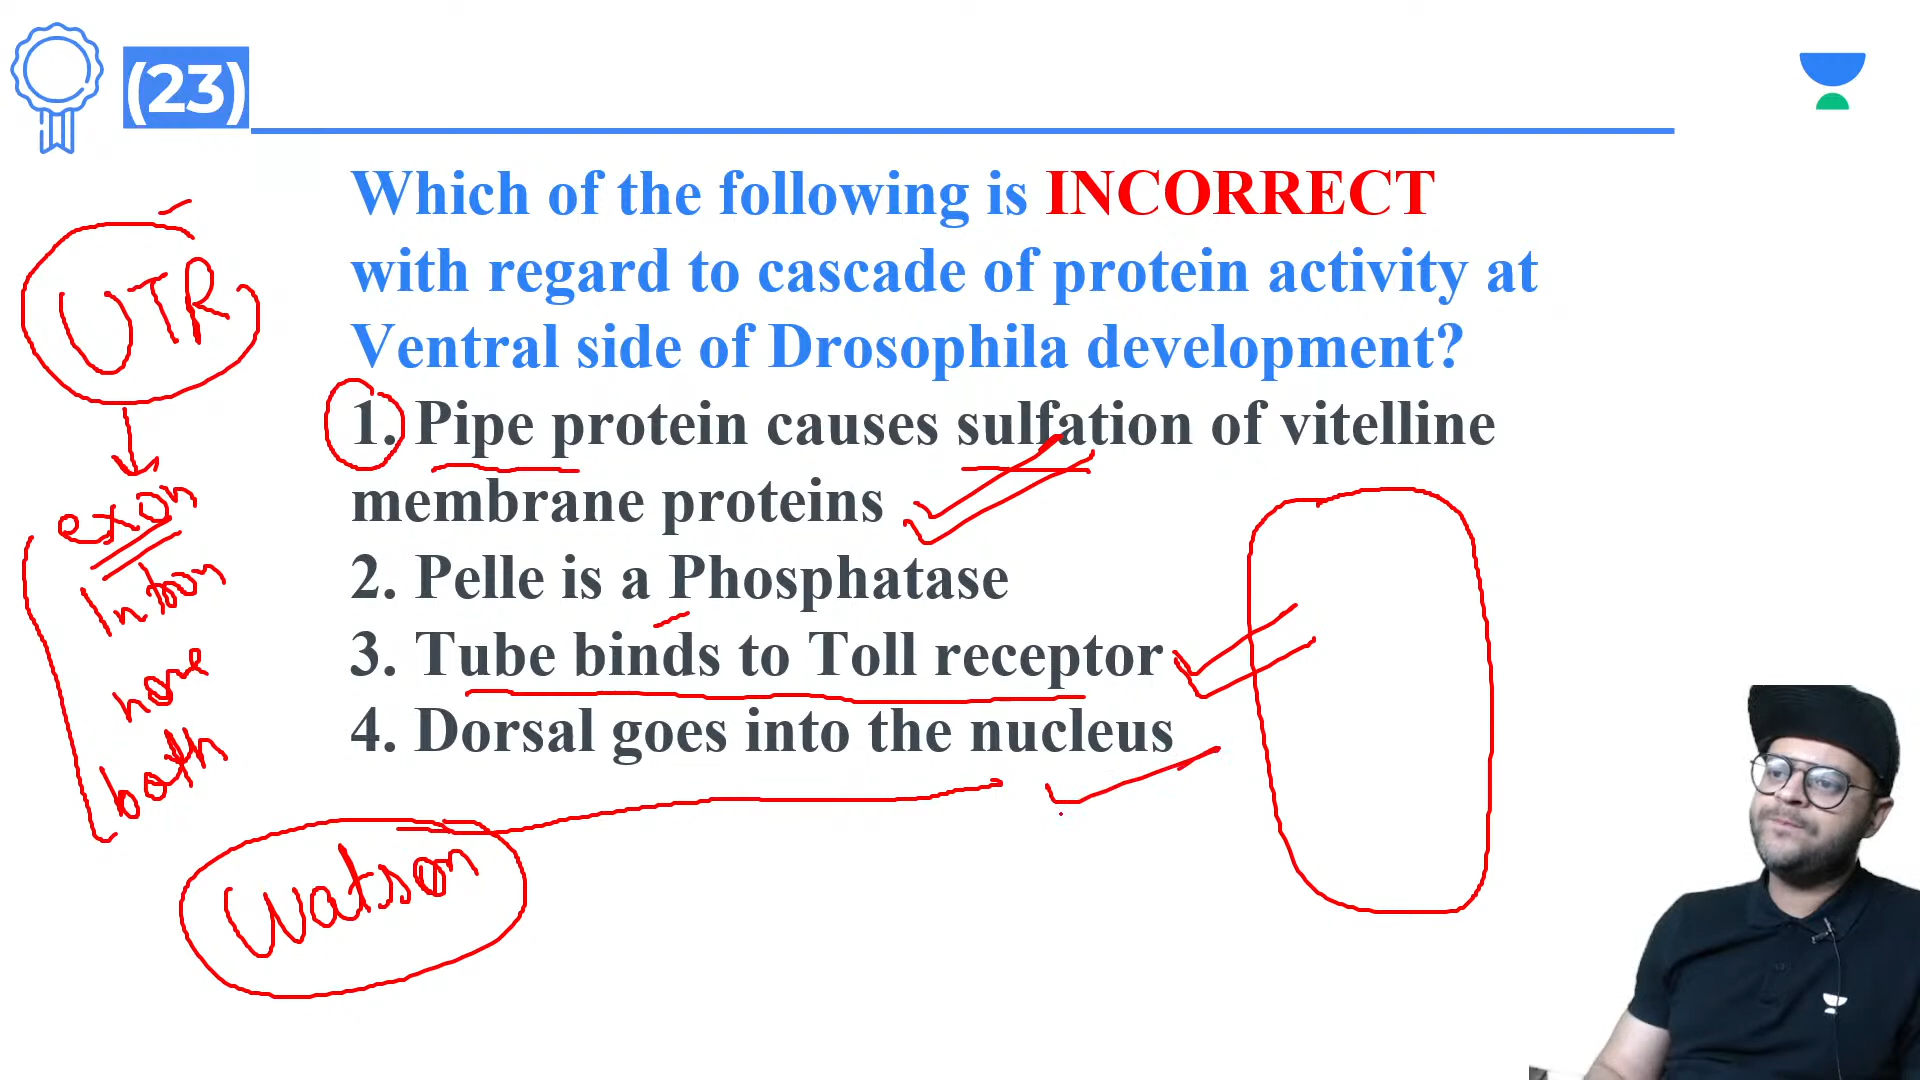 (23)
Which of the following is INCORRECT
with regard to cascade of protein activity at
Ventral side of Drosophila development?
1. Pipe protein causes sulfation of vitelline
membrane proteins
2. Pelle is a Phosphatase
3. Tube binds to Toll receptor
4. Dorsal goes into the nucleus
UTR
exon
Intron
none
both
Watson